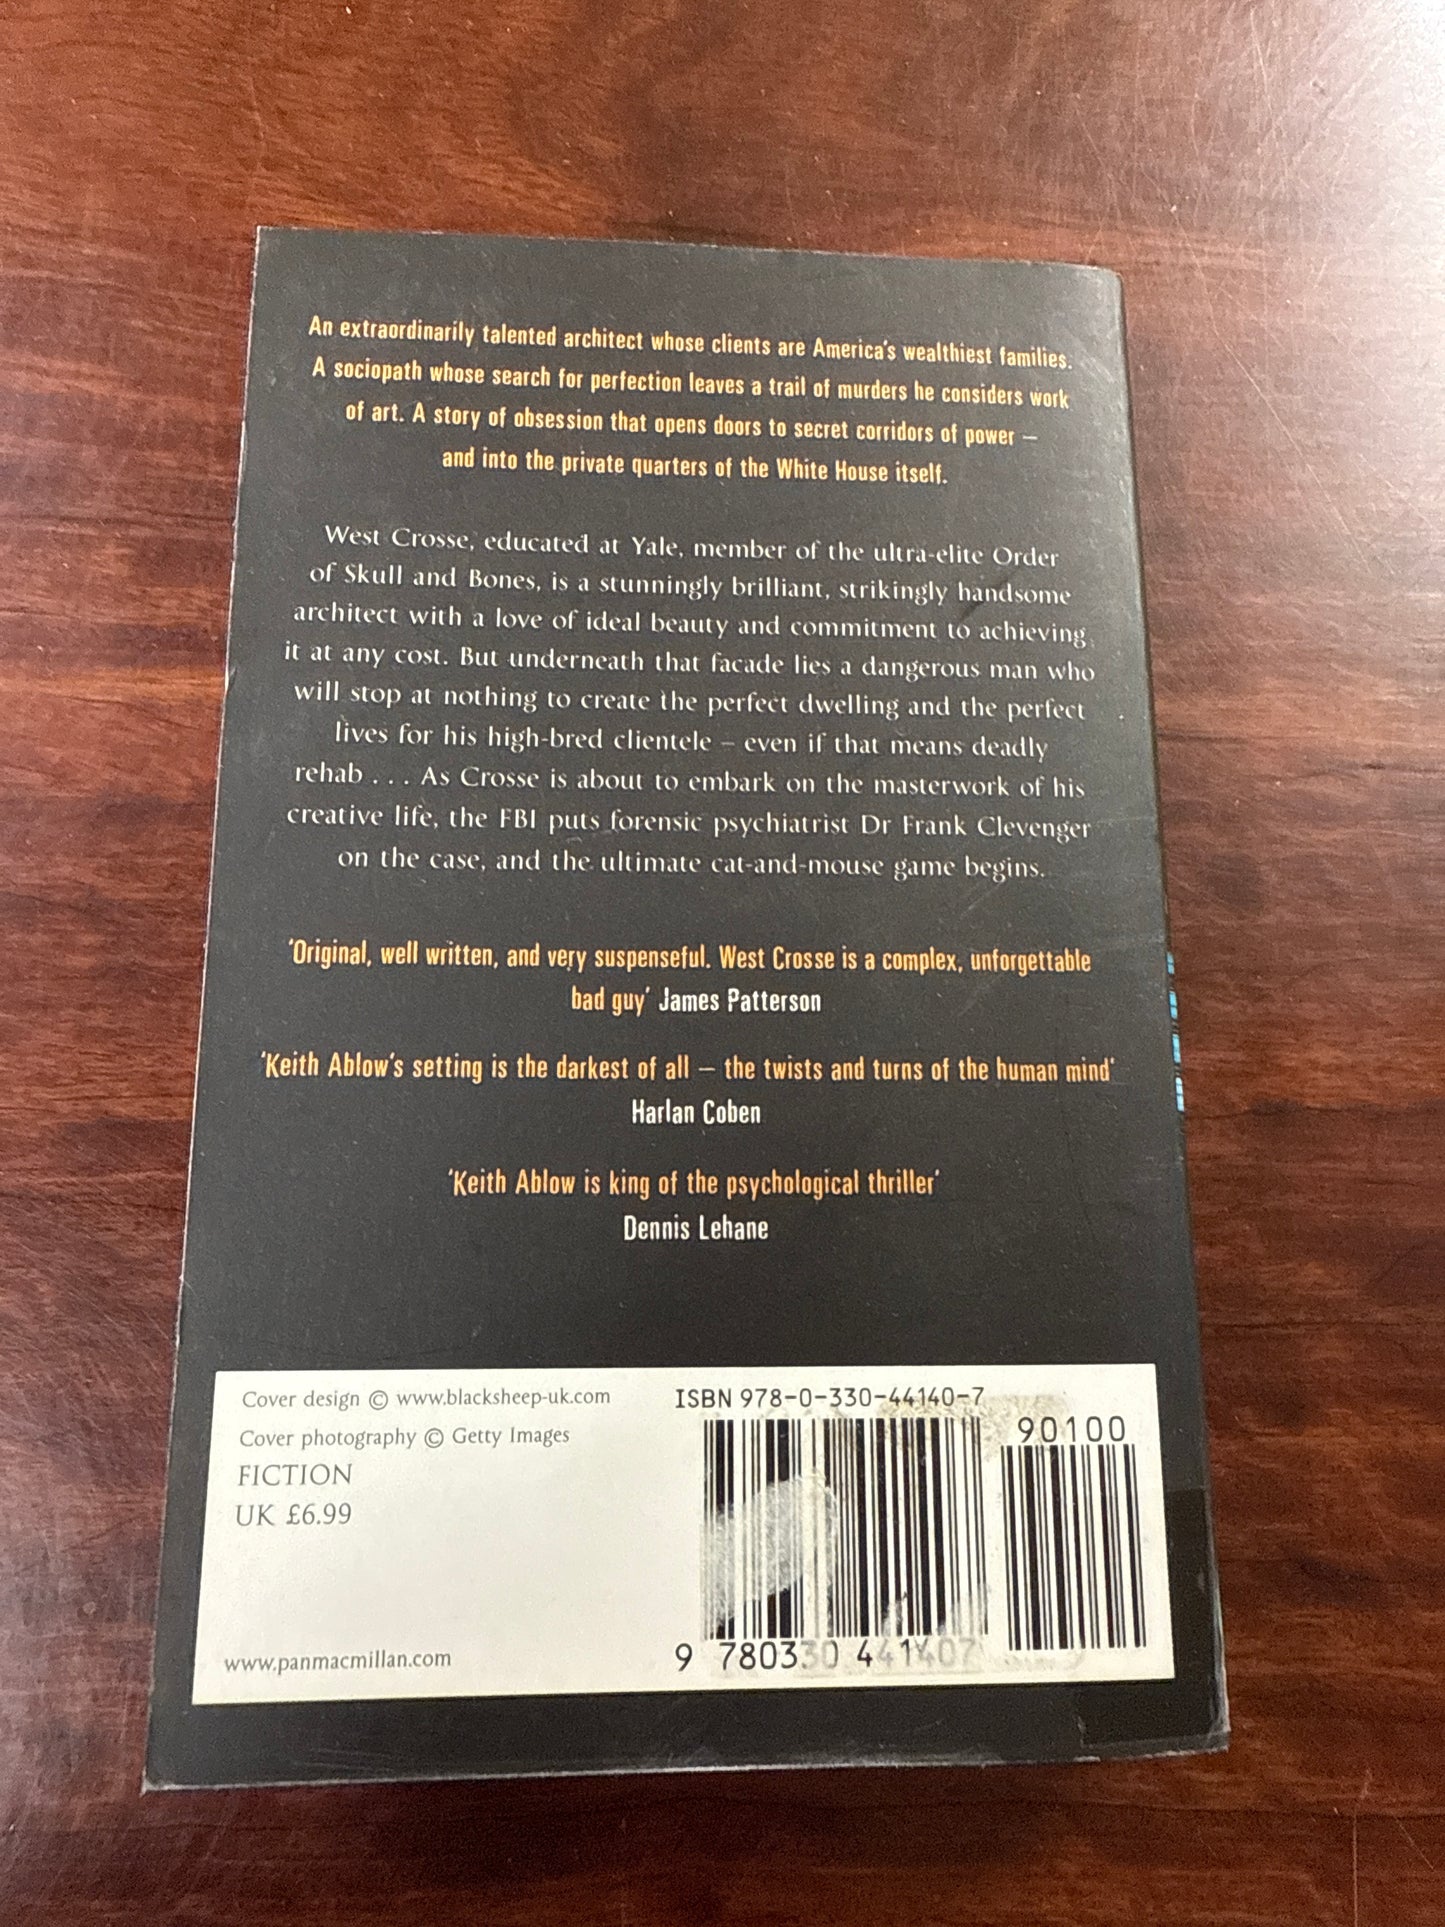 An extraordinarily talented architect whose clients are America's wealthiest families.
A sociopath whose search for perfection leaves a trail of murders he considers work
of art. A story of obsession that opens doors to secret corridors of power –
and into the private quarters of the White House itself.
West Crosse, educated at Yale, member of the ultra-elite Order
of Skull and Bones, is a stunningly brilliant, strikingly handsome
architect with a love of ideal beauty and commitment to achieving
it at any cost. But underneath that facade lies a dangerous man who
will stop at nothing to create the perfect dwelling and the perfect
lives for his high-bred clientele – even if that means deadly
rehab . . . As Crosse is about to embark on the masterwork of his
creative life, the FBI puts forensic psychiatrist Dr Frank Clevenger
on the case, and the ultimate cat-and-mouse game begins.
'Original, well written, and very suspenseful. West Crosse is a complex, unforgettable
bad guy' James Patterson
'Keith Ablow's setting is the darkest of all – the twists and turns of the human mind'
Harlan Coben
'Keith Ablow is king of the psychological thriller'
Dennis Lehane
Cover design © www.blacksheep-uk.com
Cover photography © Getty Images
FICTION
UK £6.99
www.panmacmillan.com
ISBN 978-0-330-44140-7
90100
9 780330 441407